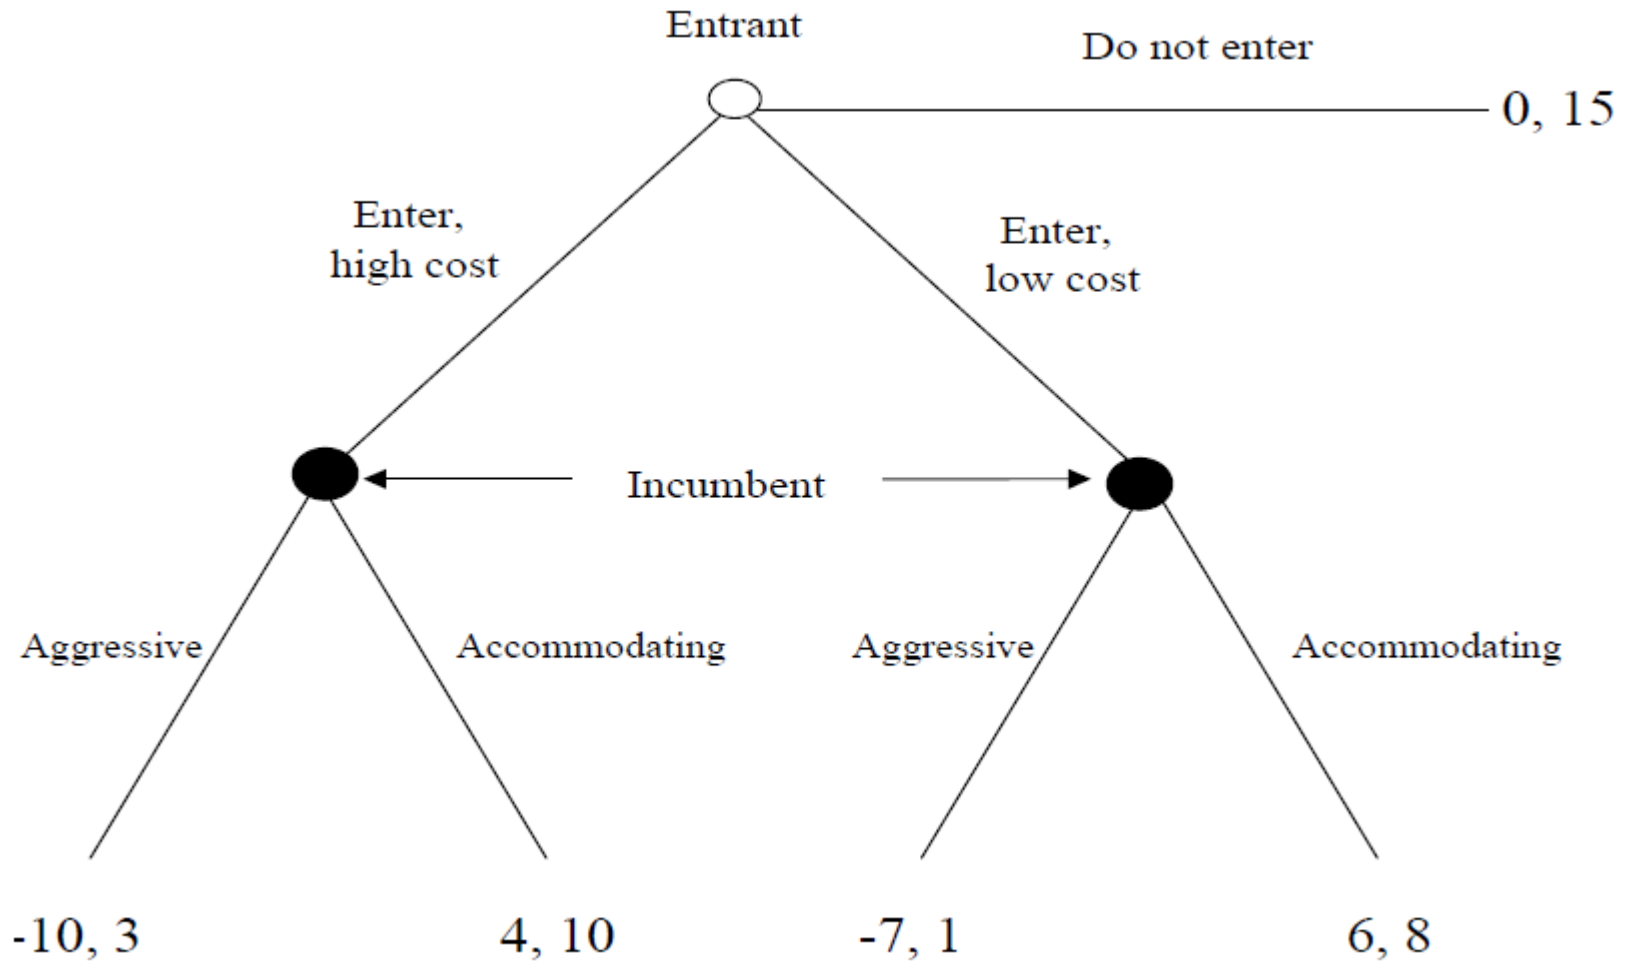 Entrant
Do not enter
0, 15
Enter,
high cost
Enter,
low cost
Incumbent
Aggressive
Accommodating
Aggressive
Accommodating
-10, 3
4, 10
-7, 1
6, 8